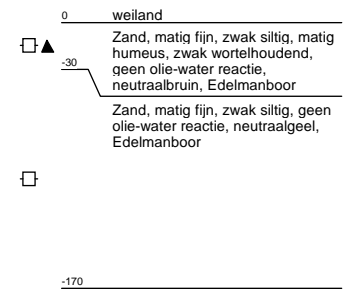 0 weiland
Zand, matig fijn, zwak siltig, matig
humeus, zwak wortelhoudend,
-30
geen olie-water reactie,
neutraalbruin, Edelmanboor
Zand, matig fijn, zwak siltig, geen
olie-water reactie, neutraalgeel,
Edelmanboor
-170